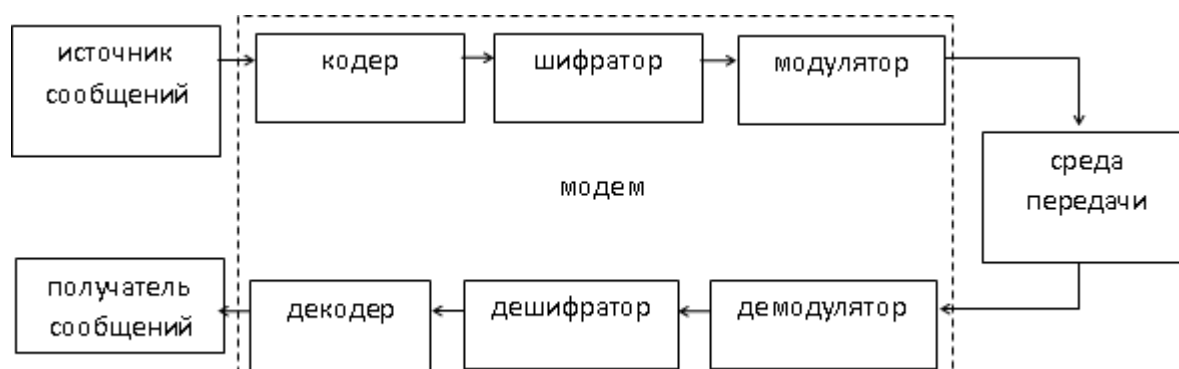 источник
сообщений
кодер
шифратор
модулятор
среда
передачи
модем
получатель
сообщений
декодер
дешифратор
демодулятор